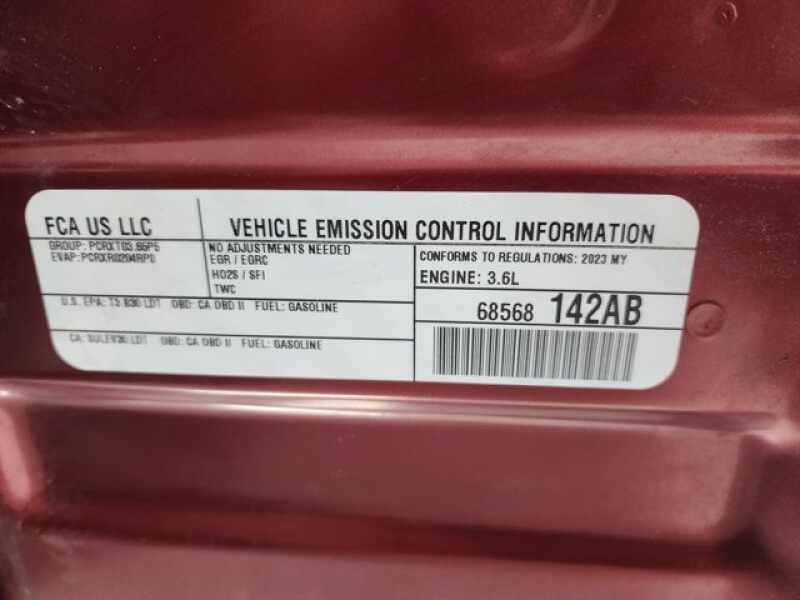 FCA US LLC
VEHICLE EMISSION CONTROL INFORMATION
GROUP: PCRXT03.65P5
EVAP: PCRXR0204RP0
NO ADJUSTMENTS NEEDED
EGR / EGRC
HO2S / SFI
TWC
CONFORMS TO REGULATIONS: 2023 MY
ENGINE: 3.6L
U.S. EPA: T3 B30 LDT OBD: CA OBD II FUEL: GASOLINE
CA: SULEV30 LDT OBD: CA OBD II FUEL: GASOLINE
68568 142AB